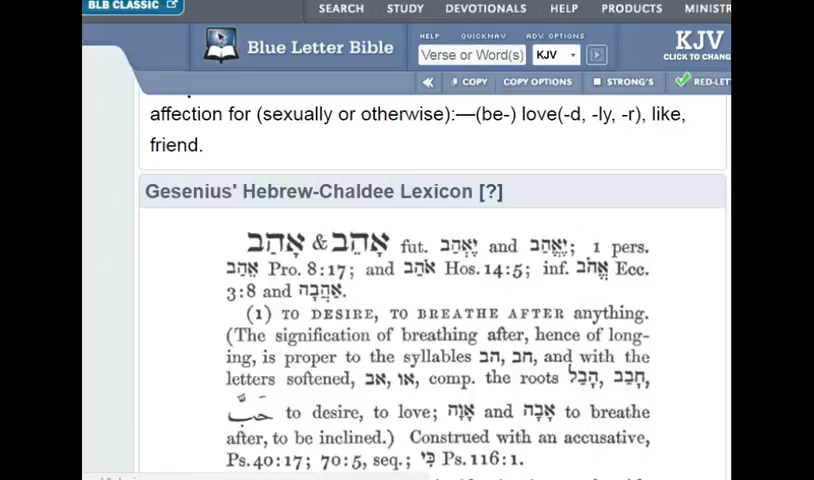 BLB CLASSIC
SEARCH STUDY DEVOTIONALS HELP PRODUCTS MINISTR
HELP QUICKNAV ADV. OPTIONS
Blue Letter Bible Verse or Word(s) KJV KJV
CLICK TO CHANG
COPY COPY OPTIONS STRONG'S RED-LET
affection for (sexually or otherwise):—(be-) love(-d, -ly, -r), like,
friend.
Gesenius' Hebrew-Chaldee Lexicon [?]
אָהֵב & אָהַב fut. יֶאְהַב and יֶאֱהַב; 1 pers.
אֵהַב Pro. 8:17; and אֹהַב Hos. 14:5; inf. אֱהֹב Ecc.
3:8 and אַהֲבָה.
(1) TO DESIRE, TO BREATHE AFTER anything.
(The signification of breathing after, hence of long-
ing, is proper to the syllables הב, חב, and with the
letters softened, או, אב, comp. the roots הָבַל, חָבַב,
حَبَّ to desire, to love; אָוָה and אָבָה to breathe
after, to be inclined.) Construed with an accusative,
Ps. 40:17; 70:5, seq.; כִּי Ps. 116:1.